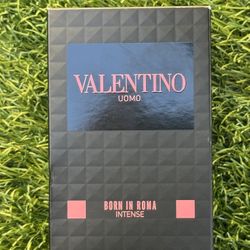 VALENTINO
UOMO
BORN IN ROMA
INTENSE